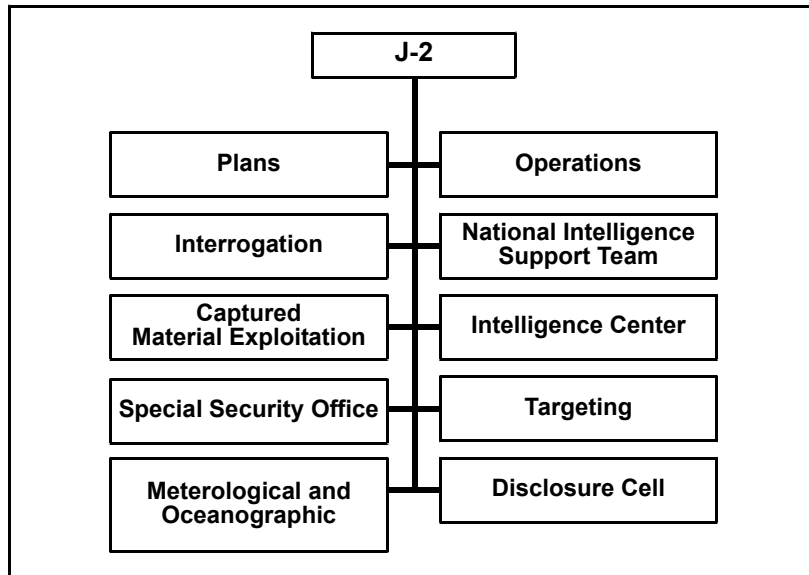 J-2
Plans
Operations
Interrogation
National Intelligence
Support Team
Captured
Material Exploitation
Intelligence Center
Special Security Office
Targeting
Meterological and
Oceanographic
Disclosure Cell